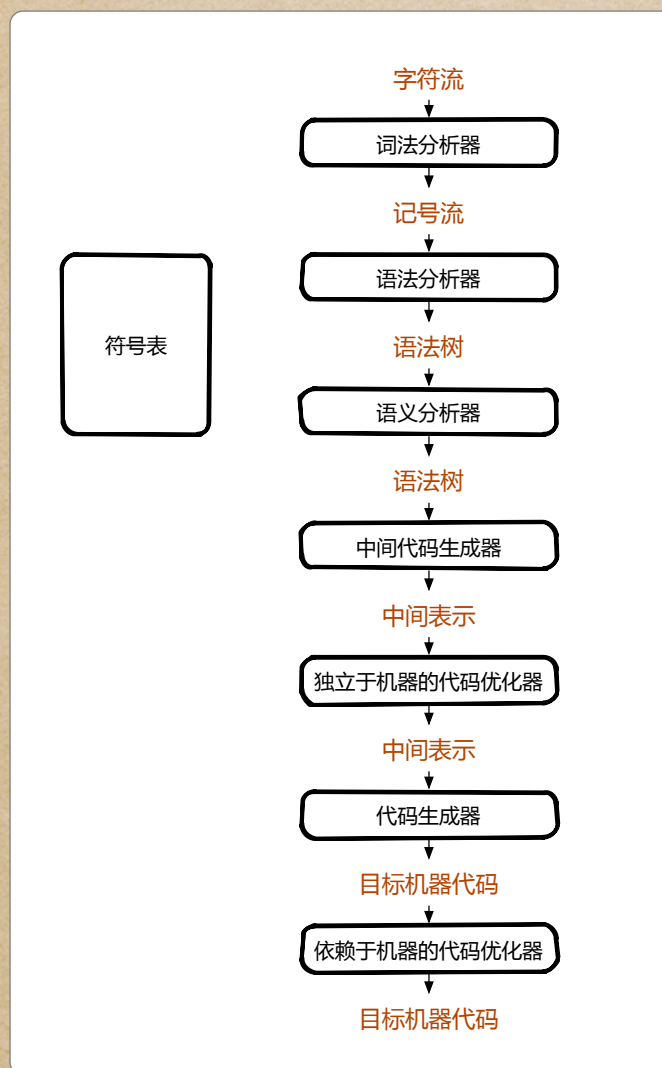 字符流
词法分析器
记号流
语法分析器
符号表
语法树
语义分析器
语法树
中间代码生成器
中间表示
独立于机器的代码优化器
中间表示
代码生成器
目标机器代码
依赖于机器的代码优化器
目标机器代码